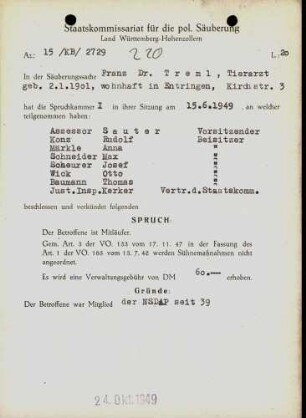 Staatskommissariat für die pol. Säuberung
Land Württemberg-Hohenzollern
Az: 15 /KB/ 2729 220 L: 20
In der Säuberungssache Franz Dr. Treml, Tierarzt
geb. 2.1.1901, wohnhaft in Entringen, Kirchstr. 3
hat die Spruchkammer I in ihrer Sitzung am 15.6.1949 , an welcher
teilgenommen haben:
Assessor Sauter Vorsitzender
Konz Rudolf Beisitzer
Märkle Anna "
Schneider Max "
Scheurer Josef "
Wick Otto "
Baumann Thomas "
Just.Insp.Kerker Vertr.d.Staatskomm.
beschlossen und verkündet folgenden
SPRUCH:
Der Betroffene ist Mitläufer.
Gem. Art. 3 der VO. 133 vom 17. 11. 47 in der Fassung des
Art. 1 der VO. 165 vom 13. 7. 48 werden Sühnemaßnahmen nicht
angeordnet.
Es wird eine Verwaltungsgebühr von DM 60.— erhoben.
Gründe:
Der Betroffene war Mitglied der NSDAP seit 39
24. Okt. 1949